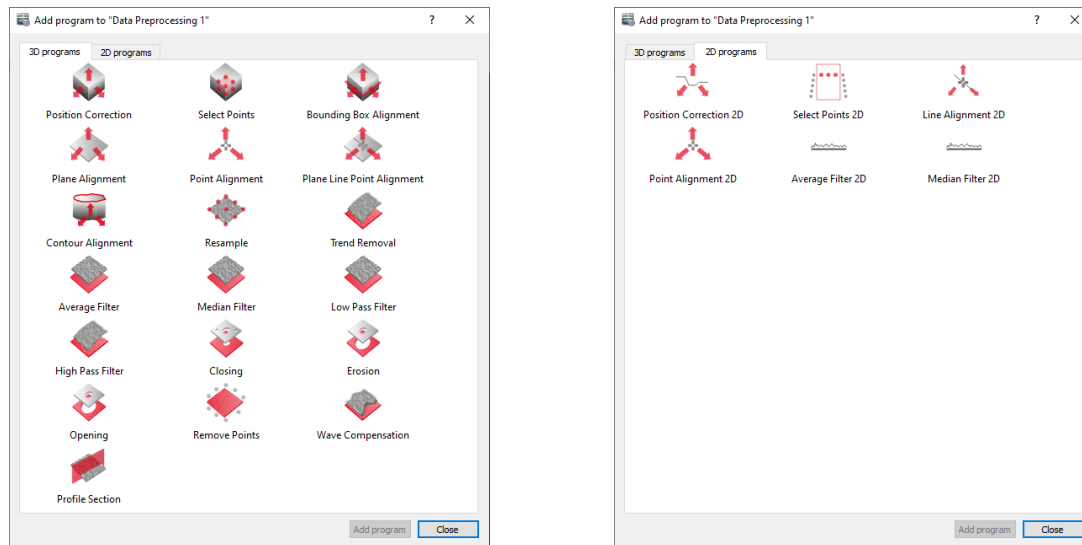 Add program to "Data Preprocessing 1"
3D programs 2D programs
Position Correction Select Points Bounding Box Alignment
Plane Alignment Point Alignment Plane Line Point Alignment
Contour Alignment Resample Trend Removal
Average Filter Median Filter Low Pass Filter
High Pass Filter Closing Erosion
Opening Remove Points Wave Compensation
Profile Section
Add program Close
Add program to "Data Preprocessing 1"
3D programs 2D programs
Position Correction 2D Select Points 2D Line Alignment 2D
Point Alignment 2D Average Filter 2D Median Filter 2D
Add program Close